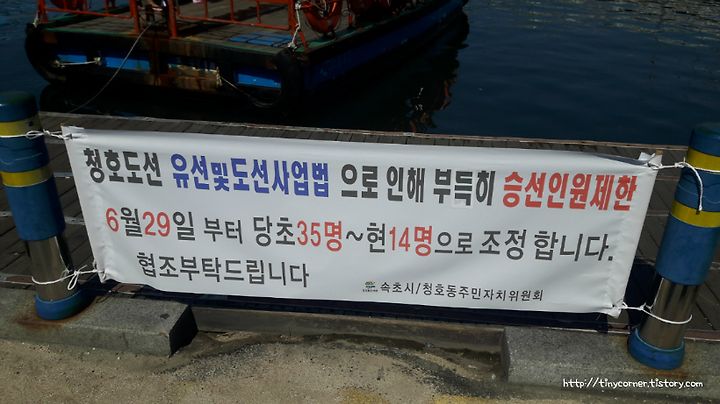 청호도선 유선및도선사업법 으로 인해 부득히 승선인원제한
6월29일 부터 당초35명~현14명으로 조정 합니다.
협조부탁드립니다
속초시/청호동주민자치위원회
http://tinycorner.tistory.com